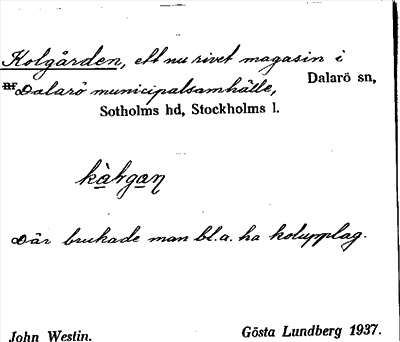 Kolgården, ett nu rivet magasin i
Dalarö municipalsamhälle, Dalarö sn,
Sotholms hd, Stockholms l.
Där brukade man bl.a. ha kolupplag.
John Westin. Gösta Lundberg 1937.